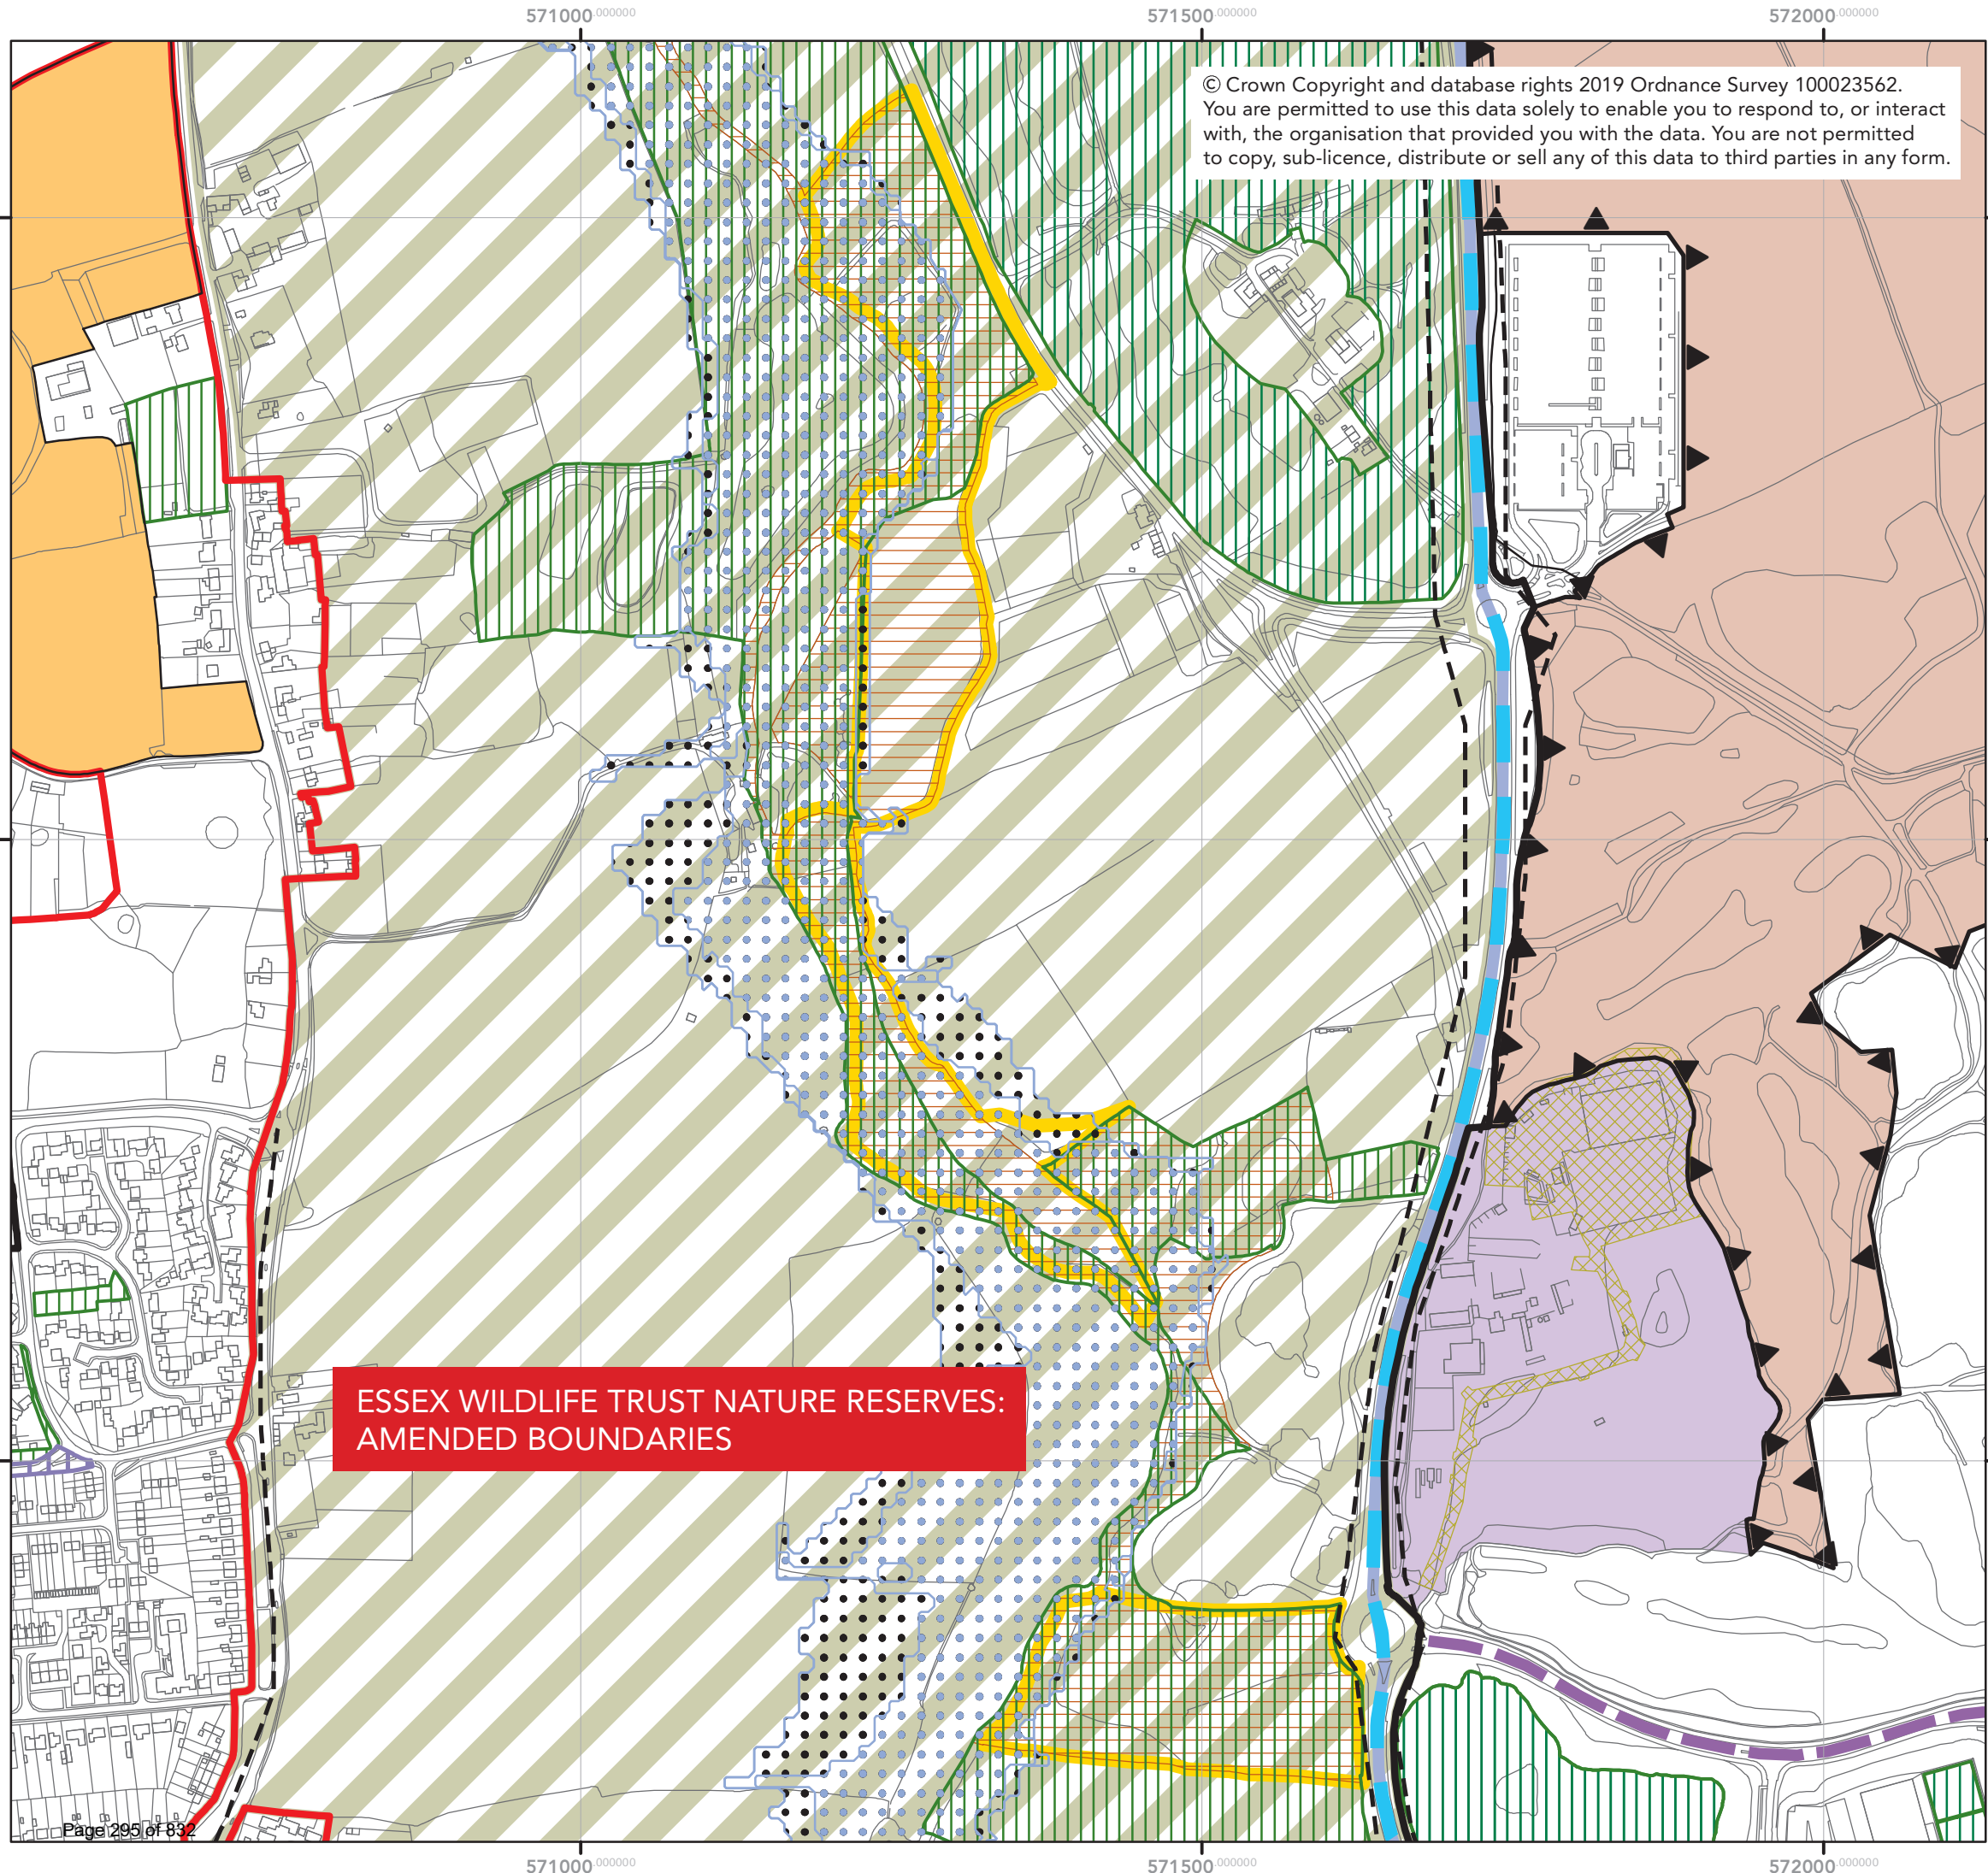 571000.000000 571500.000000 572000.000000
© Crown Copyright and database rights 2019 Ordnance Survey 100023562.
You are permitted to use this data solely to enable you to respond to, or interact
with, the organisation that provided you with the data. You are not permitted
to copy, sub-licence, distribute or sell any of this data to third parties in any form.
ESSEX WILDLIFE TRUST NATURE RESERVES:
AMENDED BOUNDARIES
Page 295 of 832
571000.000000 571500.000000 572000.000000